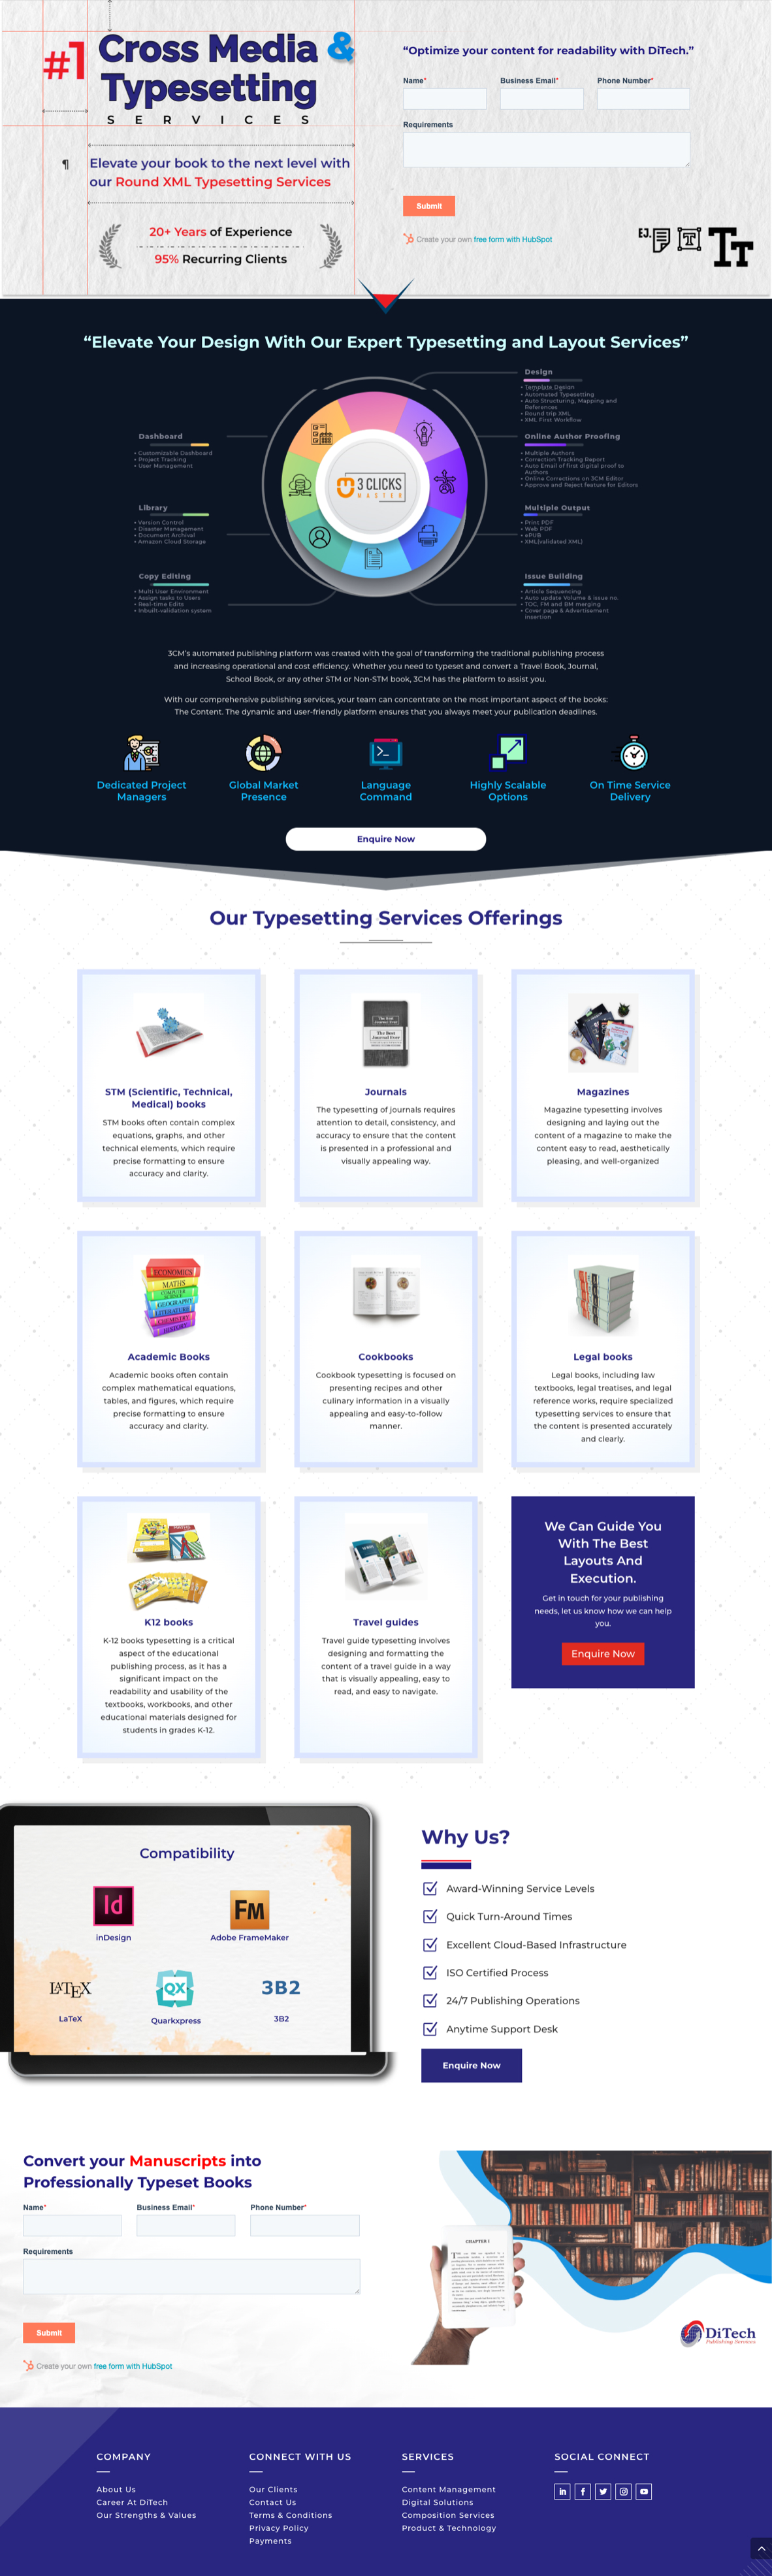 #1 Cross Media &
Typesetting
SERVICES
¶
Elevate your book to the next level with
our Round XML Typesetting Services
20+ Years of Experience
95% Recurring Clients
“Optimize your content for readability with DiTech.”
Name*
Business Email*
Phone Number*
Requirements
Submit
Create your own free form with HubSpot
“Elevate Your Design With Our Expert Typesetting and Layout Services”
Design
• Template Design
• Automated Typesetting
• Auto Structuring, Mapping and
References
• Round trip XML
• XML First Workflow
Dashboard
• Customizable Dashboard
• Project Tracking
• User Management
Online Author Proofing
• Multiple Authors
• Correction Tracking Report
• Auto Email of first digital proof to
Authors
• Online Corrections on 3CM Editor
• Approve and Reject feature for Editors
3 CLICKS
MASTER
Library
• Version Control
• Disaster Management
• Document Archival
• Amazon Cloud Storage
Multiple Output
• Print PDF
• Web PDF
• ePUB
• XML(validated XML)
Copy Editing
• Multi User Environment
• Assign tasks to Users
• Real-time Edits
• Inbuilt-validation system
Issue Building
• Article Sequencing
• Auto update Volume & issue no.
• TOC, FM and BM merging
• Cover page & Advertisement
insertion
3CM’s automated publishing platform was created with the goal of transforming the traditional publishing process
and increasing operational and cost efficiency. Whether you need to typeset and convert a Travel Book, Journal,
School Book, or any other STM or Non-STM book, 3CM has the platform to assist you.
With our comprehensive publishing services, your team can concentrate on the most important aspect of the books:
The Content. The dynamic and user-friendly platform ensures that you always meet your publication deadlines.
Dedicated Project
Managers
Global Market
Presence
Language
Command
Highly Scalable
Options
On Time Service
Delivery
Enquire Now
Our Typesetting Services Offerings
STM (Scientific, Technical,
Medical) books
STM books often contain complex
equations, graphs, and other
technical elements, which require
precise formatting to ensure
accuracy and clarity.
The Best
Journal Ever
Journals
The typesetting of journals requires
attention to detail, consistency, and
accuracy to ensure that the content
is presented in a professional and
visually appealing way.
Magazines
Magazine typesetting involves
designing and laying out the
content of a magazine to make the
content easy to read, aesthetically
pleasing, and well-organized
ECONOMICS
MATHS
COMPUTER
SCIENCE
GEOGRAPHY
LITERATURE
CHEMISTRY
HISTORY
Academic Books
Academic books often contain
complex mathematical equations,
tables, and figures, which require
precise formatting to ensure
accuracy and clarity.
Cookbooks
Cookbook typesetting is focused on
presenting recipes and other
culinary information in a visually
appealing and easy-to-follow
manner.
Legal books
Legal books, including law
textbooks, legal treatises, and legal
reference works, require specialized
typesetting services to ensure that
the content is presented accurately
and clearly.
K12 books
K-12 books typesetting is a critical
aspect of the educational
publishing process, as it has a
significant impact on the
readability and usability of the
textbooks, workbooks, and other
educational materials designed for
students in grades K-12.
Travel guides
Travel guide typesetting involves
designing and formatting the
content of a travel guide in a way
that is visually appealing, easy to
read, and easy to navigate.
We Can Guide You
With The Best
Layouts And
Execution.
Get in touch for your publishing
needs, let us know how we can help
you.
Enquire Now
Compatibility
Id
inDesign
Fm
Adobe FrameMaker
LATEX
LaTeX
QX
Quarkxpress
3B2
3B2
Why Us?
Award-Winning Service Levels
Quick Turn-Around Times
Excellent Cloud-Based Infrastructure
ISO Certified Process
24/7 Publishing Operations
Anytime Support Desk
Enquire Now
Convert your Manuscripts into
Professionally Typeset Books
Name*
Business Email*
Phone Number*
Requirements
Submit
Create your own free form with HubSpot
CHAPTER 1
DiTech
Publishing Services
COMPANY
About Us
Career At DiTech
Our Strengths & Values
CONNECT WITH US
Our Clients
Contact Us
Terms & Conditions
Privacy Policy
Payments
SERVICES
Content Management
Digital Solutions
Composition Services
Product & Technology
SOCIAL CONNECT